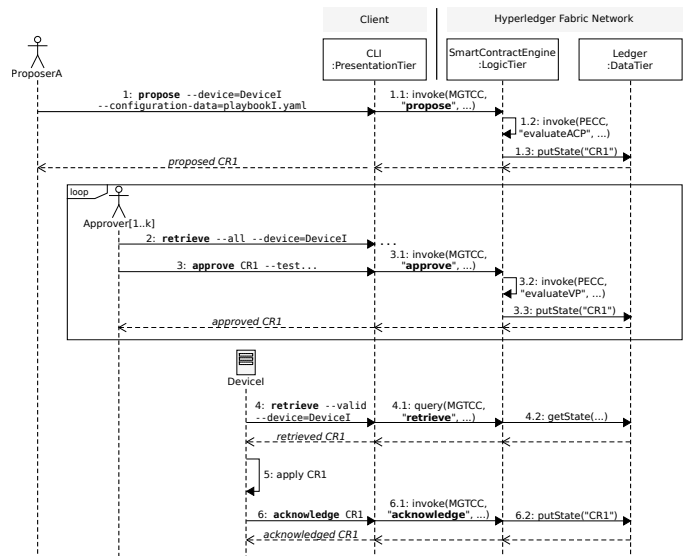 Client
Hyperledger Fabric Network
CLI
:PresentationTier
SmartContractEngine
:LogicTier
Ledger
:DataTier
ProposerA
1: propose --device=DeviceI
--configuration-data=playbookI.yaml
1.1: invoke(MGTCC,
"propose", ...)
1.2: invoke(PECC,
"evaluateACP", ...)
1.3: putState("CR1")
proposed CR1
loop
Approver[1..k]
2: retrieve --all --device=DeviceI
...
3: approve CR1 --test...
3.1: invoke(MGTCC,
"approve", ...)
3.2: invoke(PECC,
"evaluateVP", ...)
3.3: putState("CR1")
approved CR1
DeviceI
4: retrieve --valid
--device=DeviceI
4.1: query(MGTCC,
"retrieve", ...)
4.2: getState(...)
retrieved CR1
5: apply CR1
6: acknowledge CR1
6.1: invoke(MGTCC,
"acknowledge", ...)
6.2: putState("CR1")
acknowledged CR1